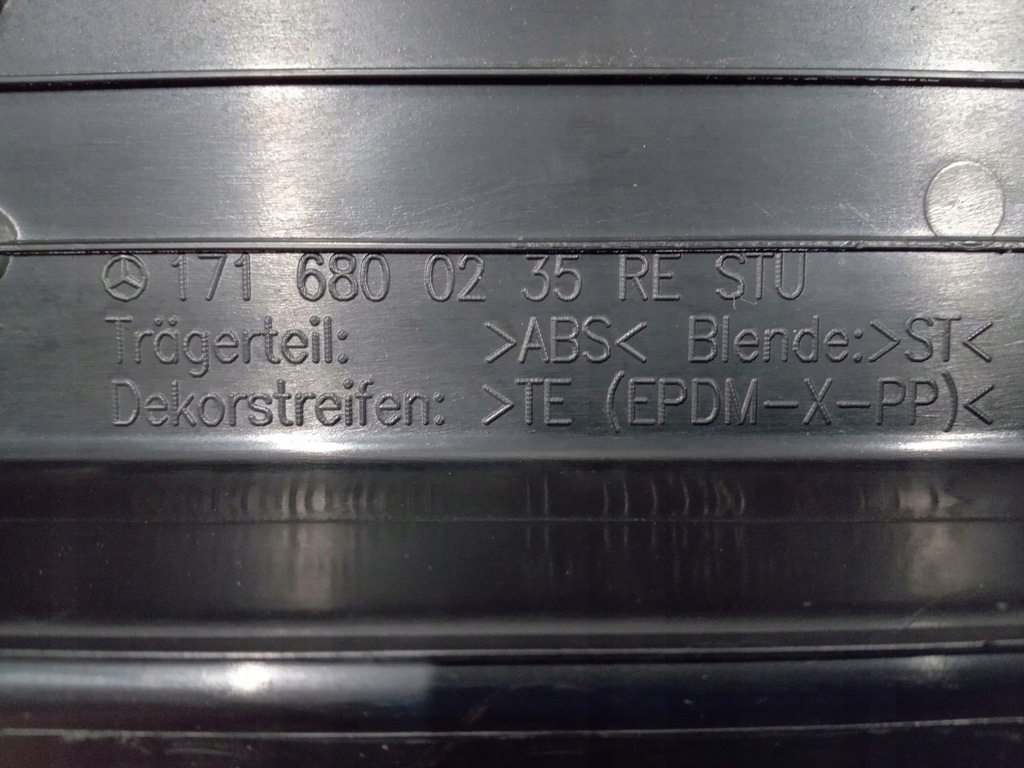 171 680 02 35 RE STU
Trägerteil: >ABS< Blende:>ST<
Dekorstreifen: >TE (EPDM-X-PP)<